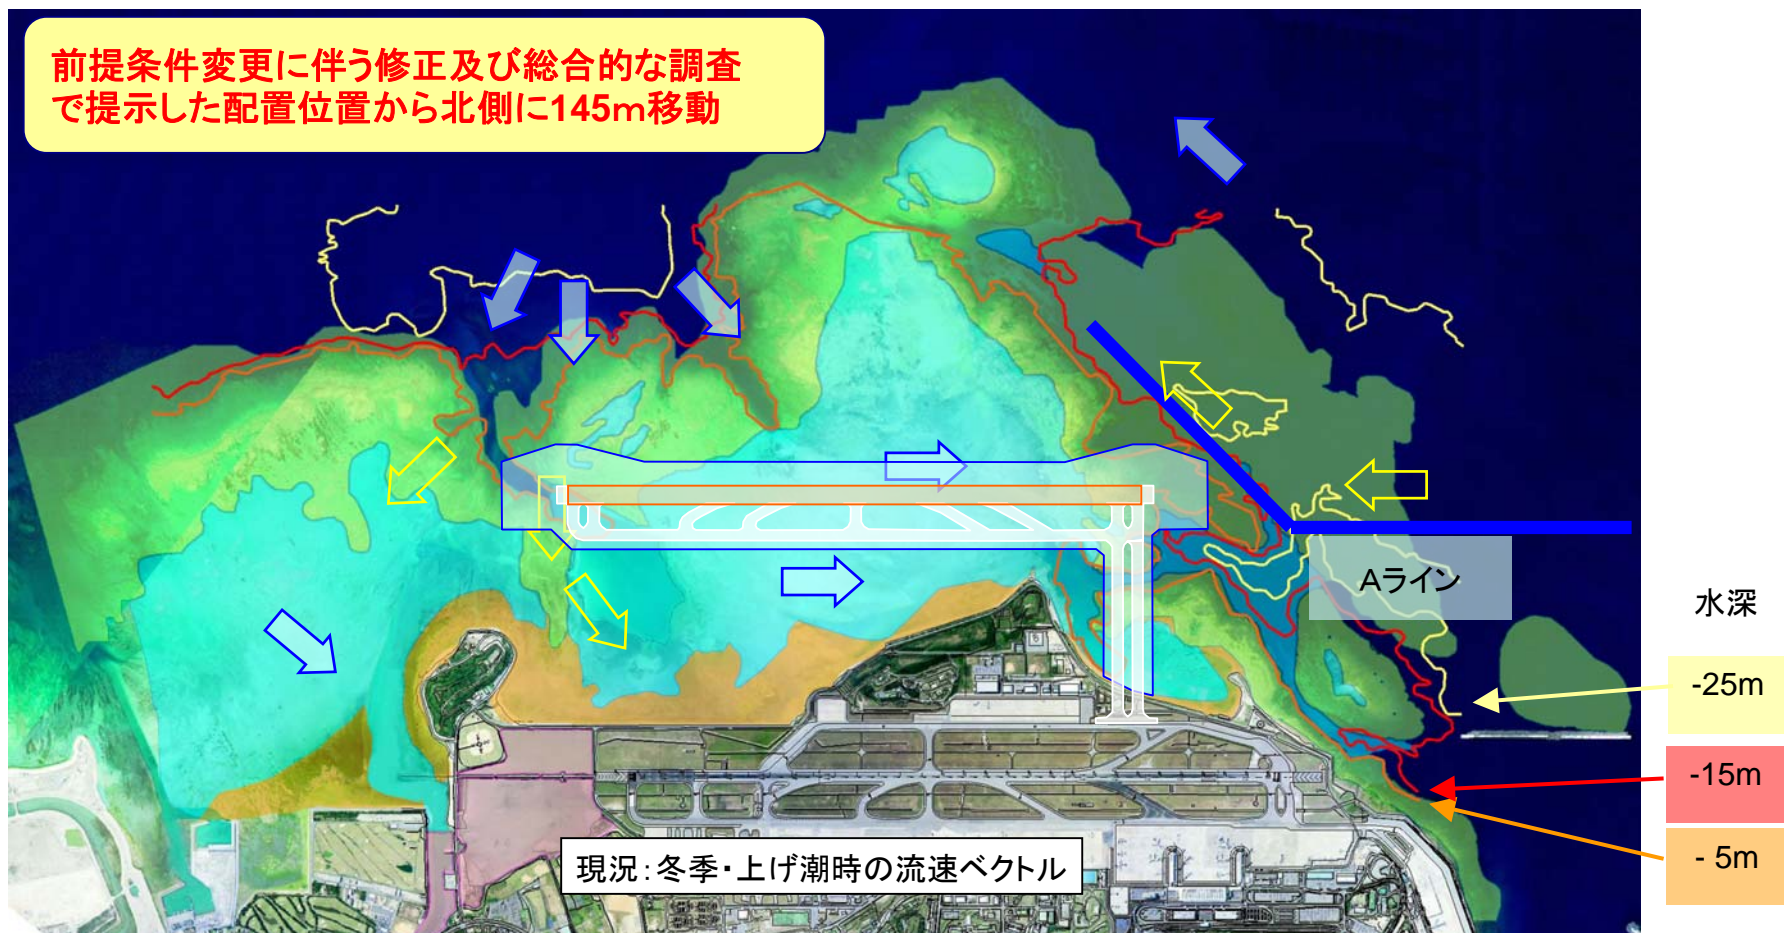 前提条件変更に伴う修正及び総合的な調査
で提示した配置位置から北側に145m移動
Aライン
水深
-25m
-15m
- 5m
現況：冬季・上げ潮時の流速ベクトル